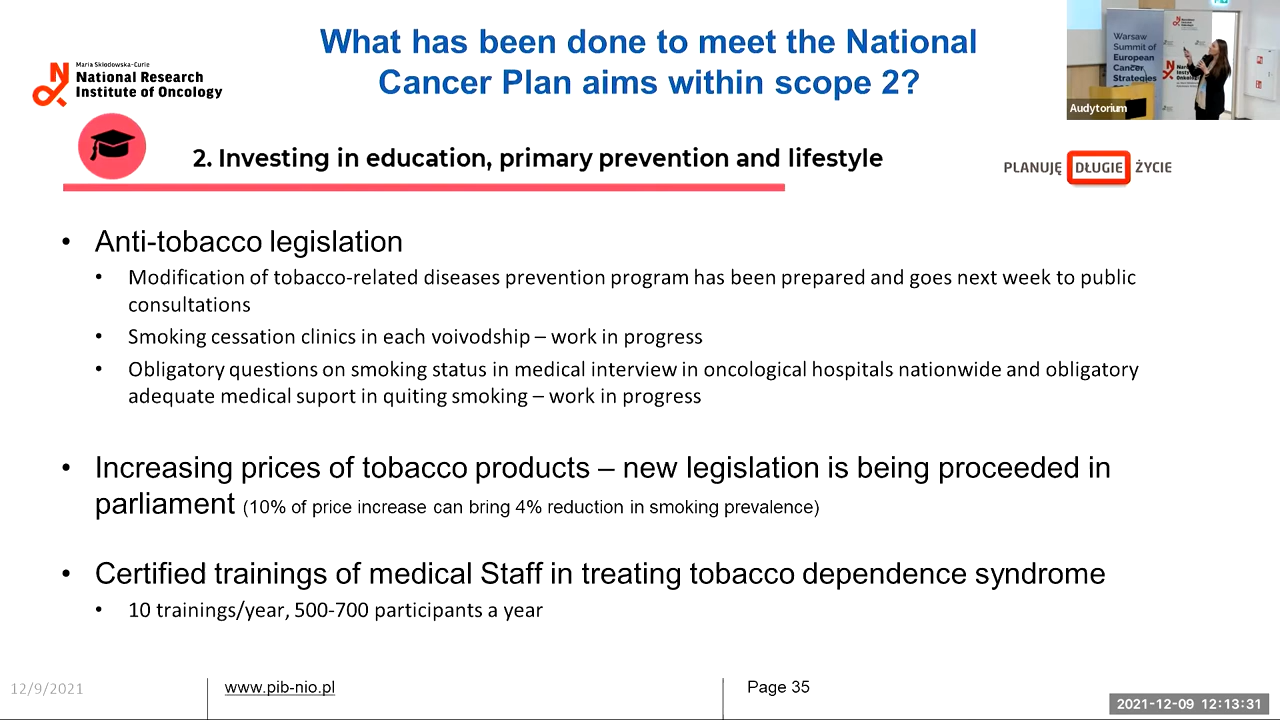 What has been done to meet the National
Cancer Plan aims within scope 2?
Maria Skłodowska-Curie
National Research
Institute of Oncology
Warsaw
Summit of
European
Cancer
Strategies
Audytorium
2. Investing in education, primary prevention and lifestyle
PLANUJĘ DŁUGIE ŻYCIE
• Anti-tobacco legislation
• Modification of tobacco-related diseases prevention program has been prepared and goes next week to public
consultations
• Smoking cessation clinics in each voivodship – work in progress
• Obligatory questions on smoking status in medical interview in oncological hospitals nationwide and obligatory
adequate medical suport in quiting smoking – work in progress
• Increasing prices of tobacco products – new legislation is being proceeded in
parliament (10% of price increase can bring 4% reduction in smoking prevalence)
• Certified trainings of medical Staff in treating tobacco dependence syndrome
• 10 trainings/year, 500-700 participants a year
12/9/2021
www.pib-nio.pl
Page 35
2021-12-09 12:13:31